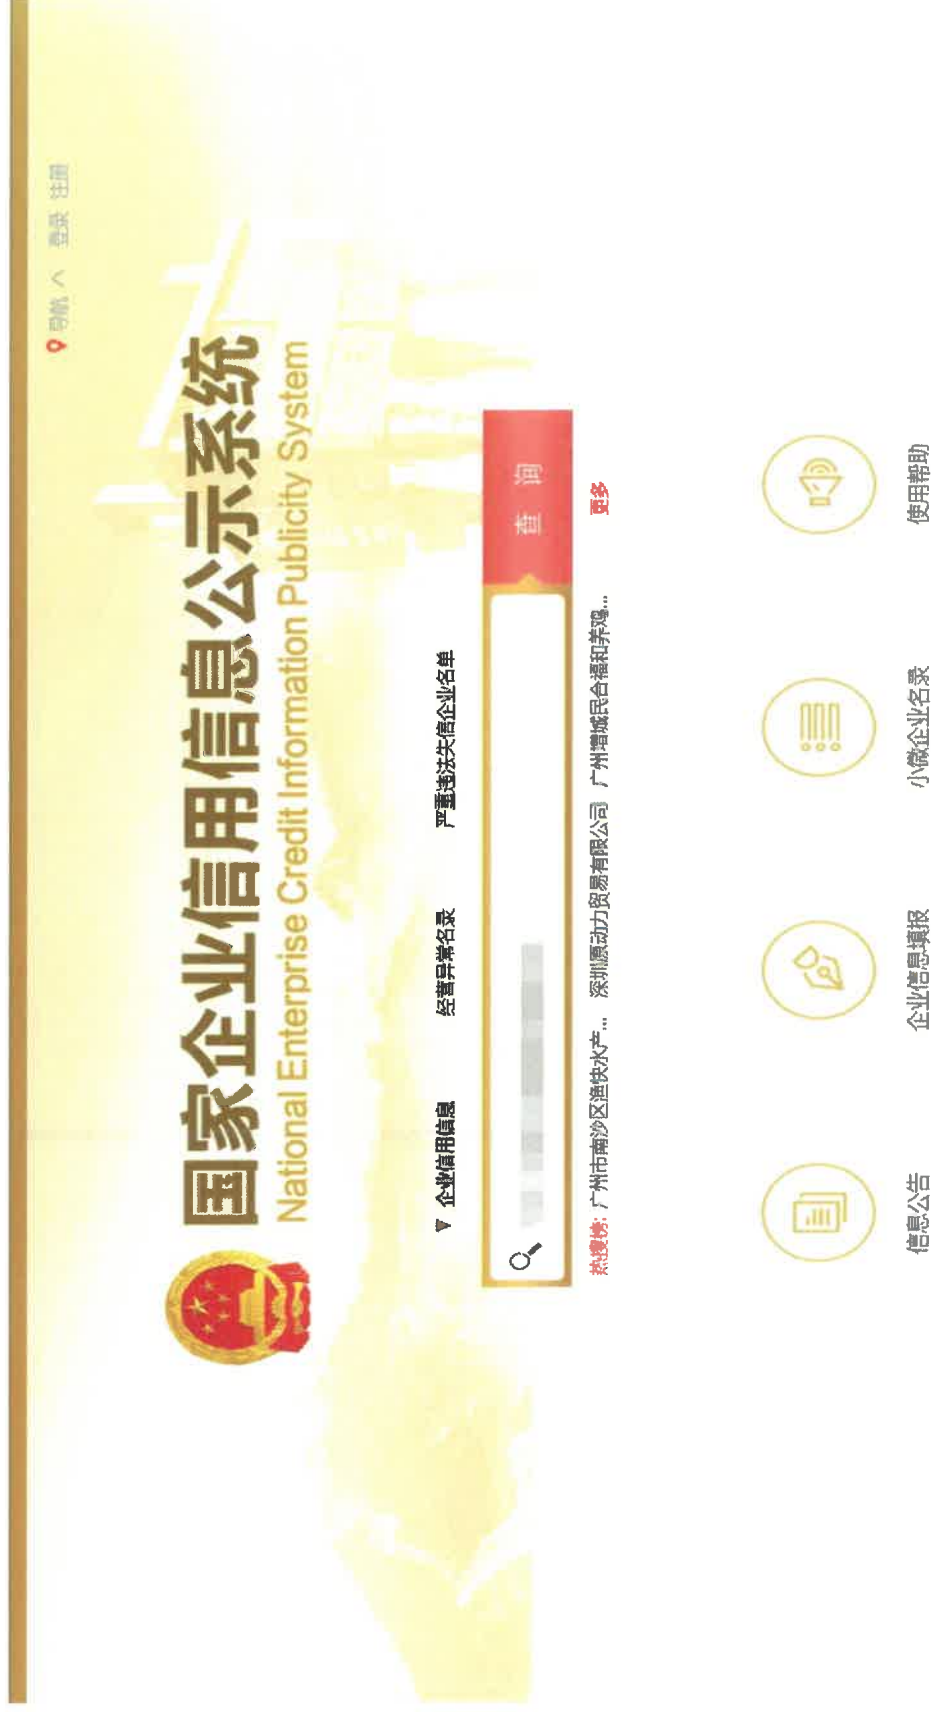 导航 登录 注册
国家企业信用信息公示系统
National Enterprise Credit Information Publicity System
企业信用信息 经营异常名录 严重违法失信企业名单
查 询
热搜榜: 广州市南沙区渔快水产... 深圳原动力贸易有限公司 广州增城民合福和养鸡... 更多
信息公告 企业信息填报 小微企业名录 使用帮助